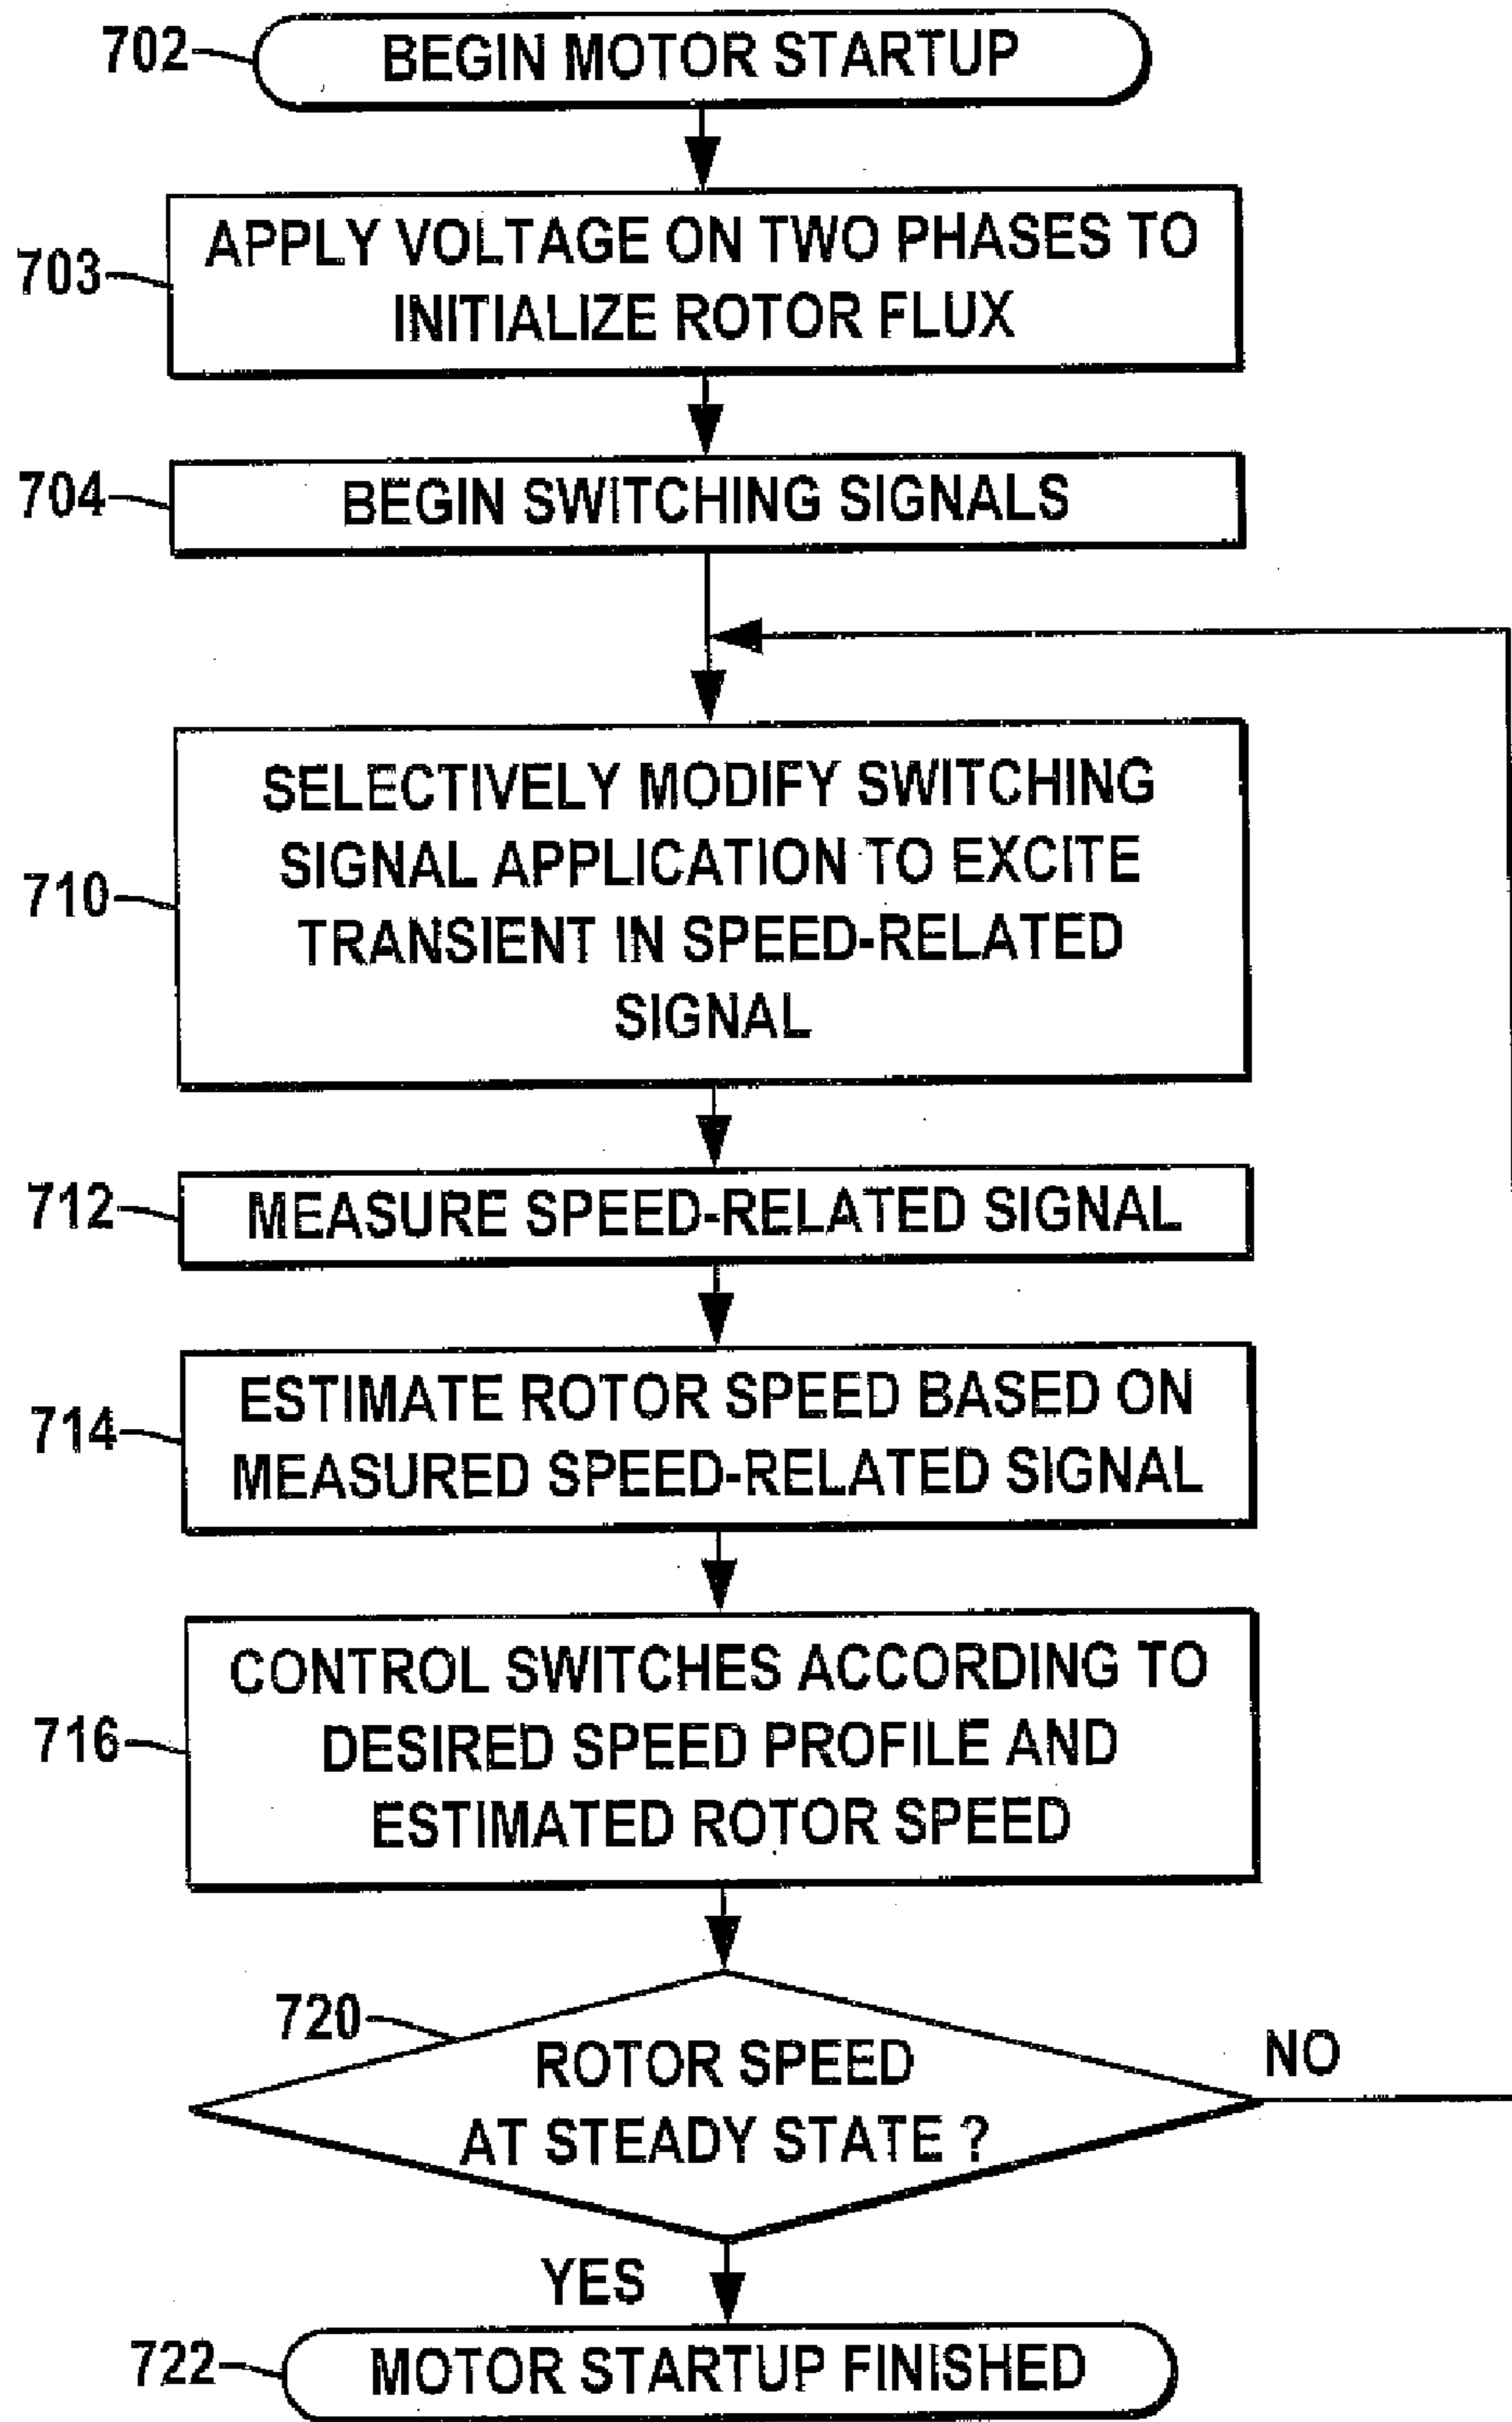 702
BEGIN MOTOR STARTUP
703
APPLY VOLTAGE ON TWO PHASES TO
INITIALIZE ROTOR FLUX
704
BEGIN SWITCHING SIGNALS
710
SELECTIVELY MODIFY SWITCHING
SIGNAL APPLICATION TO EXCITE
TRANSIENT IN SPEED-RELATED
SIGNAL
712
MEASURE SPEED-RELATED SIGNAL
714
ESTIMATE ROTOR SPEED BASED ON
MEASURED SPEED-RELATED SIGNAL
716
CONTROL SWITCHES ACCORDING TO
DESIRED SPEED PROFILE AND
ESTIMATED ROTOR SPEED
720
ROTOR SPEED
AT STEADY STATE ?
NO
YES
722
MOTOR STARTUP FINISHED